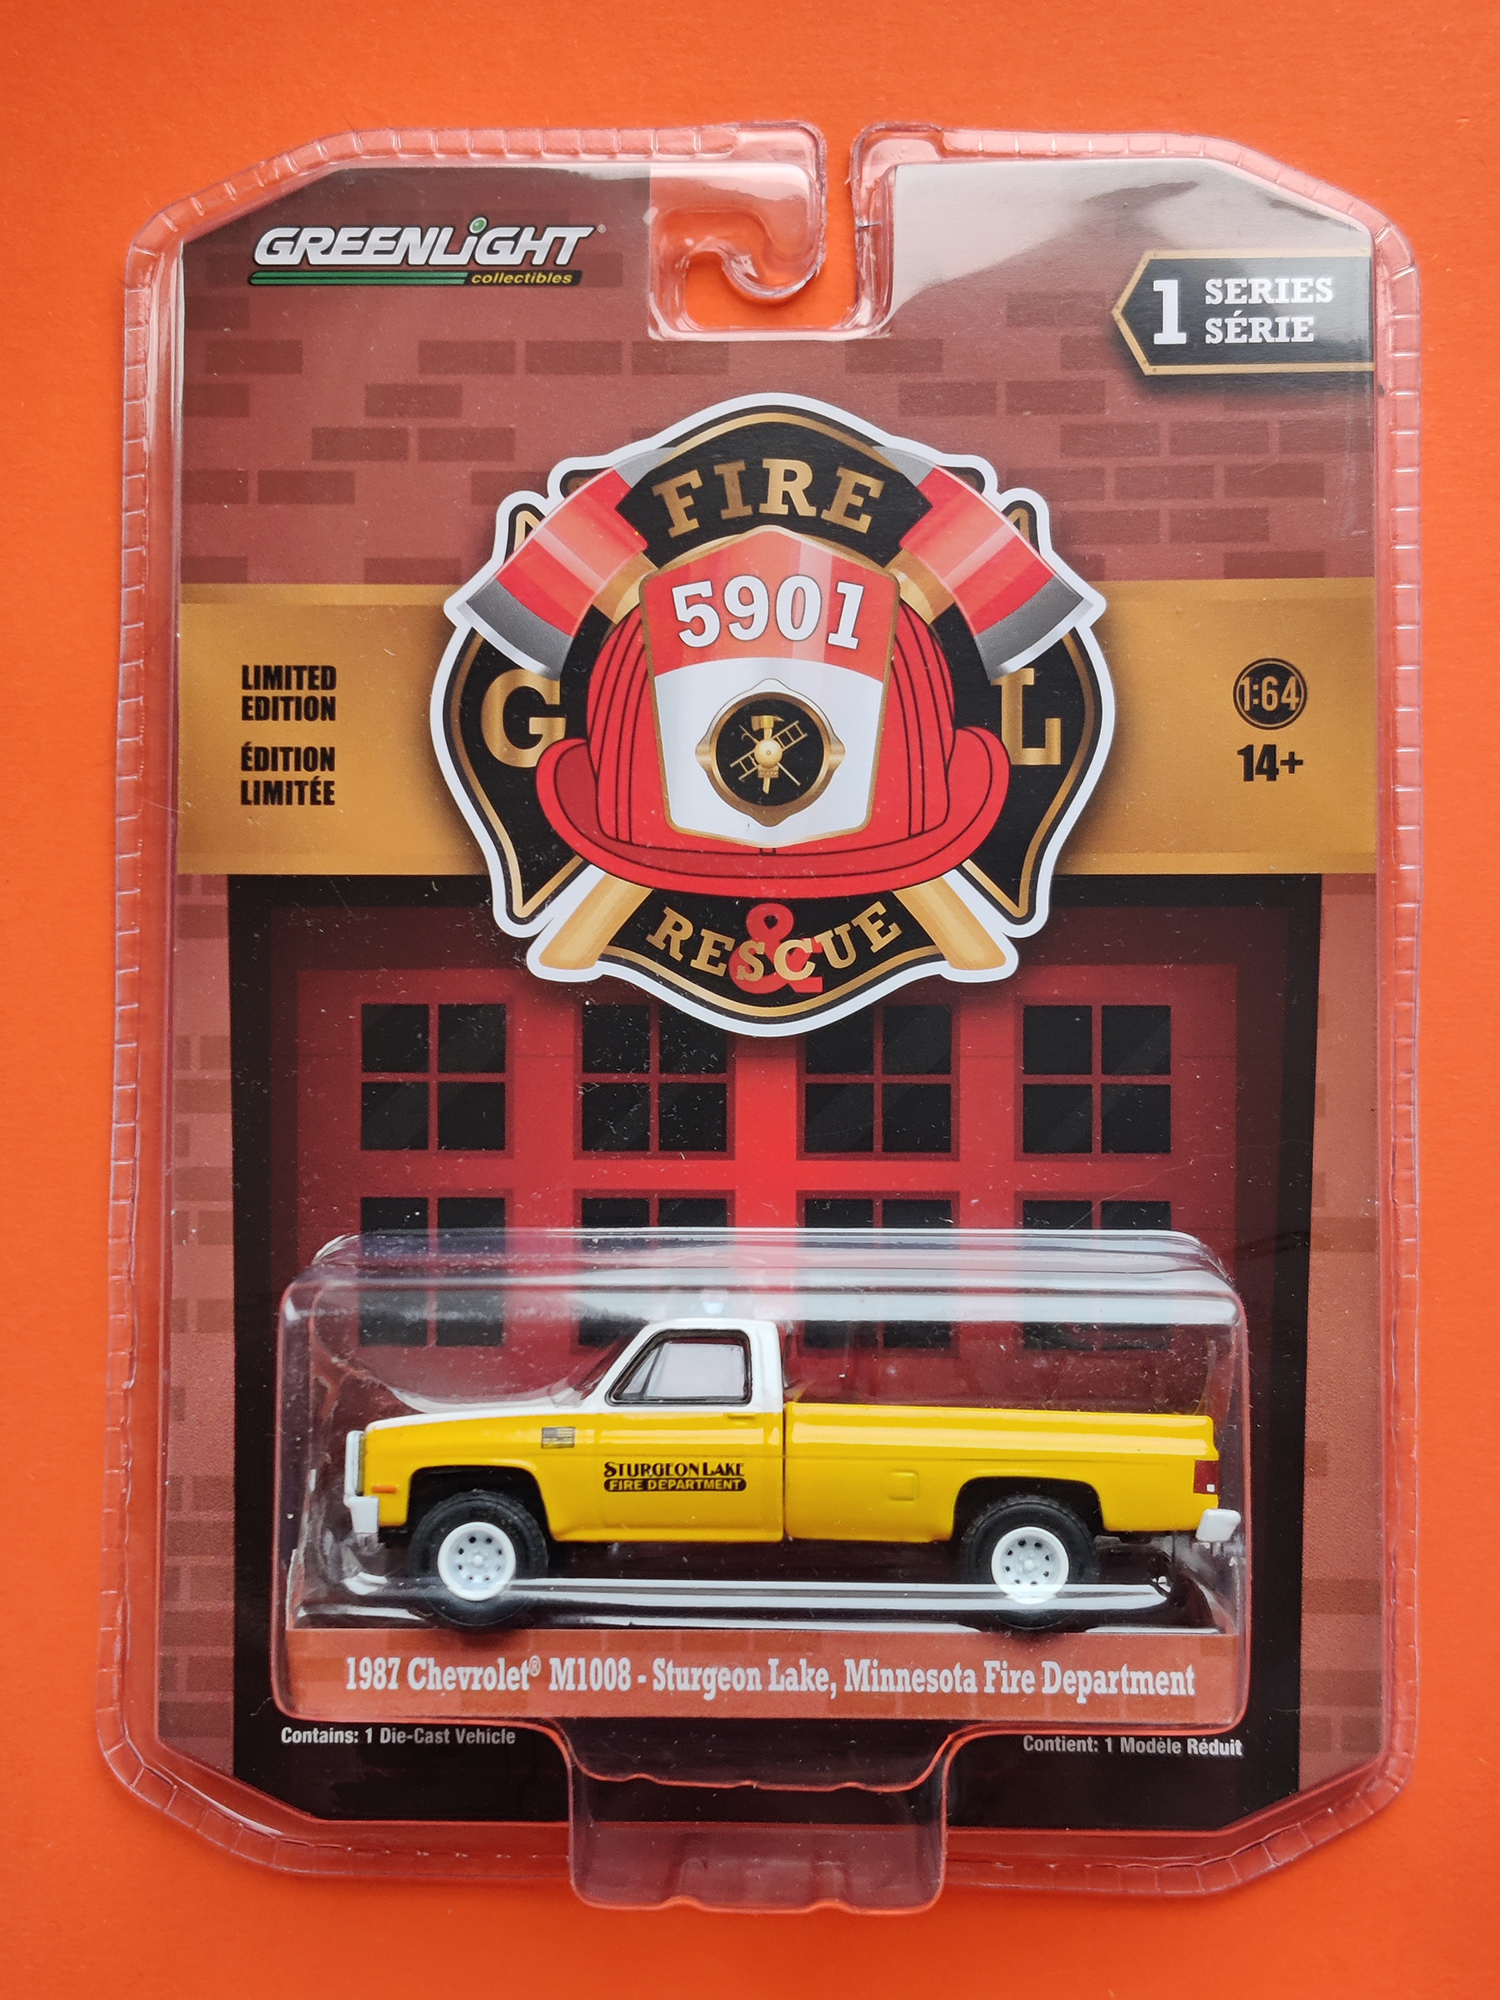 GREENLiGHT®
collectibles
1 SERIES
SÉRIE
FIRE
5901
G L
& RESCUE
LIMITED
EDITION
ÉDITION
LIMITÉE
1:64
14+
STURGEON LAKE
FIRE DEPARTMENT
1987 Chevrolet® M1008 - Sturgeon Lake, Minnesota Fire Department
Contains: 1 Die-Cast Vehicle
Contient: 1 Modèle Réduit